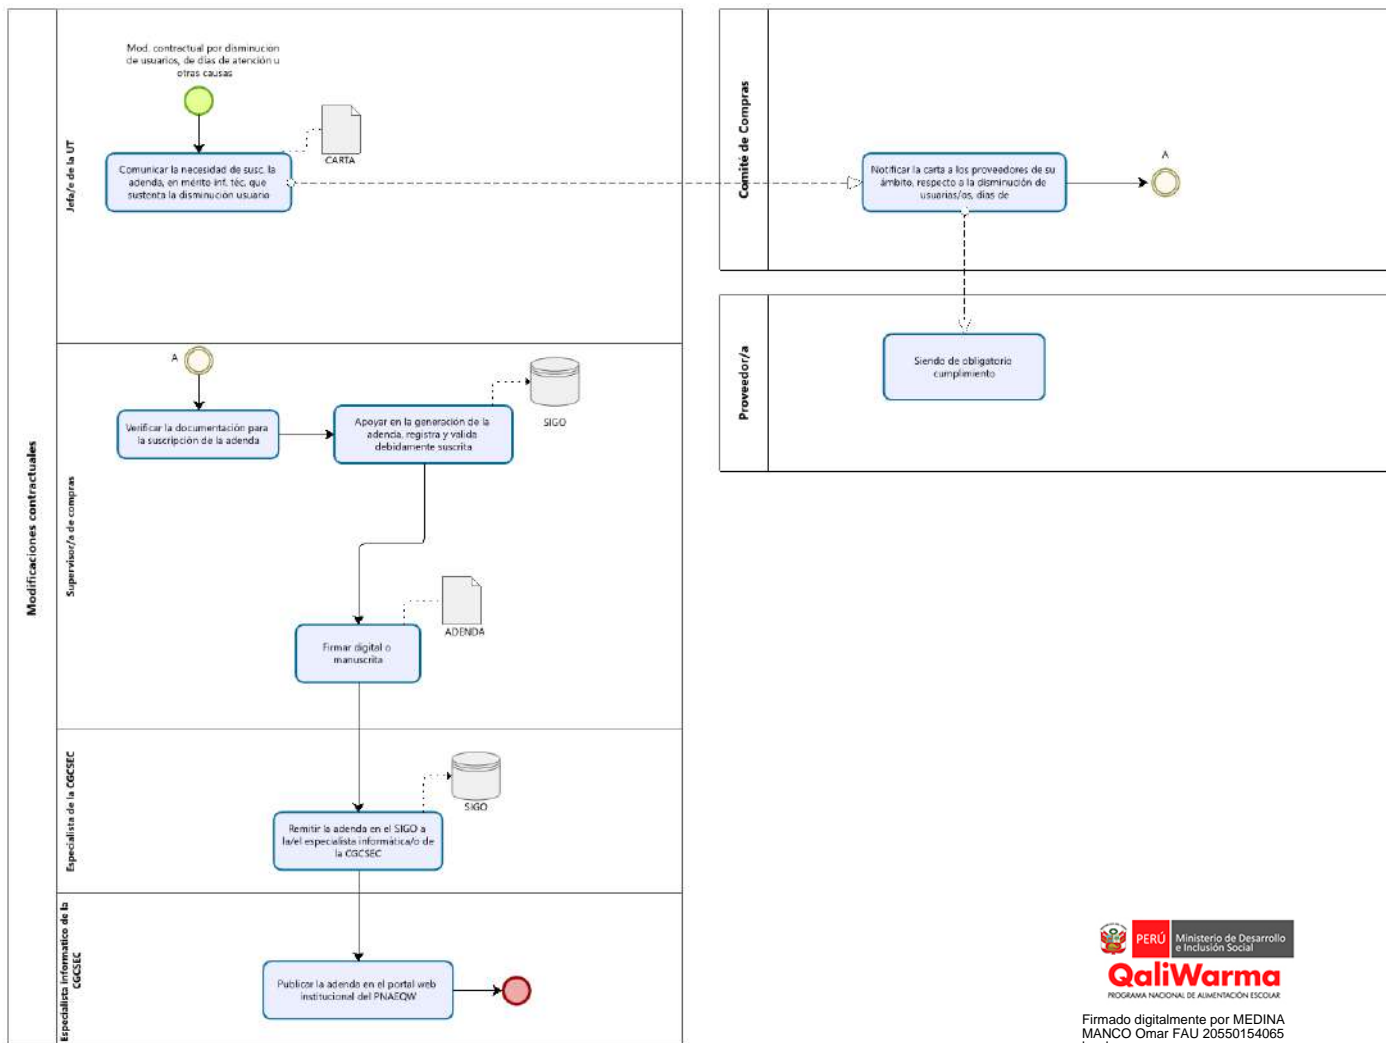 Modificaciones contractuales
Jefa/e de la UT
Mod. contractual por disminución
de usuarios, de días de atención u
otras causas
CARTA
Comunicar la necesidad de susc. la
adenda, en mérito inf. téc. que
sustenta la disminución usuario
Comité de Compras
Notificar la carta a los proveedores de su
ámbito, respecto a la disminución de
usuarias/os, días de
A
Proveedor/a
Siendo de obligatorio
cumplimiento
Supervisor/a de compras
A
Verificar la documentación para
la suscripción de la adenda
Apoyar en la generación de la
adenda, registra y valida
debidamente suscrita
SIGO
Firmar digital o
manuscrita
ADENDA
Especialista de la CGCSEC
Remitir la adenda en el SIGO a
la/el especialista informática/o de
la CGCSEC
SIGO
Especialista informatico de la
CGCSEC
Publicar la adenda en el portal web
institucional del PNAEQW
PERÚ
Ministerio de Desarrollo
e Inclusión Social
QaliWarma
PROGRAMA NACIONAL DE ALIMENTACIÓN ESCOLAR
Firmado digitalmente por MEDINA
MANCO Omar FAU 20550154065